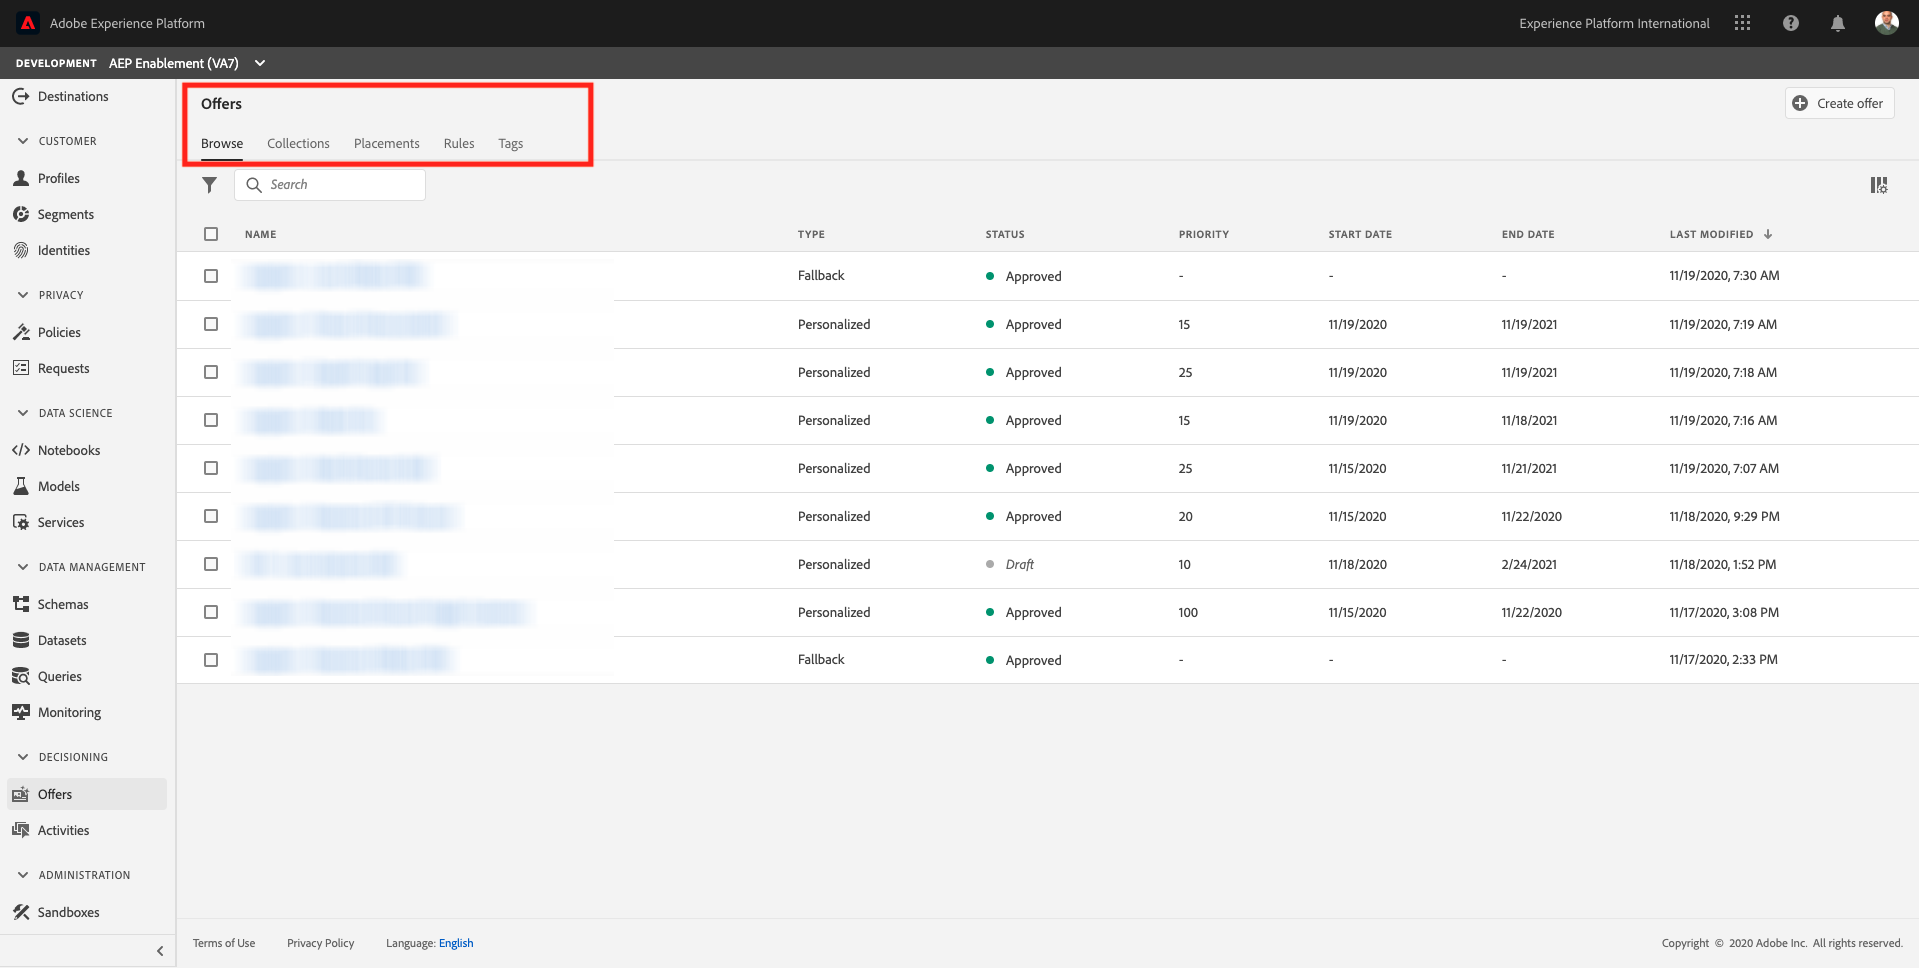 Adobe Experience Platform
Experience Platform International
DEVELOPMENT AEP Enablement (VA7)
Destinations
CUSTOMER
Profiles
Segments
Identities
PRIVACY
Policies
Requests
DATA SCIENCE
Notebooks
Models
Services
DATA MANAGEMENT
Schemas
Datasets
Queries
Monitoring
DECISIONING
Offers
Activities
ADMINISTRATION
Sandboxes
Offers
Create offer
Browse Collections Placements Rules Tags
Search
NAME TYPE STATUS PRIORITY START DATE END DATE LAST MODIFIED
Fallback Approved - - - 11/19/2020, 7:30 AM
Personalized Approved 15 11/19/2020 11/19/2021 11/19/2020, 7:19 AM
Personalized Approved 25 11/19/2020 11/19/2021 11/19/2020, 7:18 AM
Personalized Approved 15 11/19/2020 11/18/2021 11/19/2020, 7:16 AM
Personalized Approved 25 11/15/2020 11/21/2021 11/19/2020, 7:07 AM
Personalized Approved 20 11/15/2020 11/22/2020 11/18/2020, 9:29 PM
Personalized Draft 10 11/18/2020 2/24/2021 11/18/2020, 1:52 PM
Personalized Approved 100 11/15/2020 11/22/2020 11/17/2020, 3:08 PM
Fallback Approved - - - 11/17/2020, 2:33 PM
Terms of Use Privacy Policy Language: English
Copyright © 2020 Adobe Inc. All rights reserved.